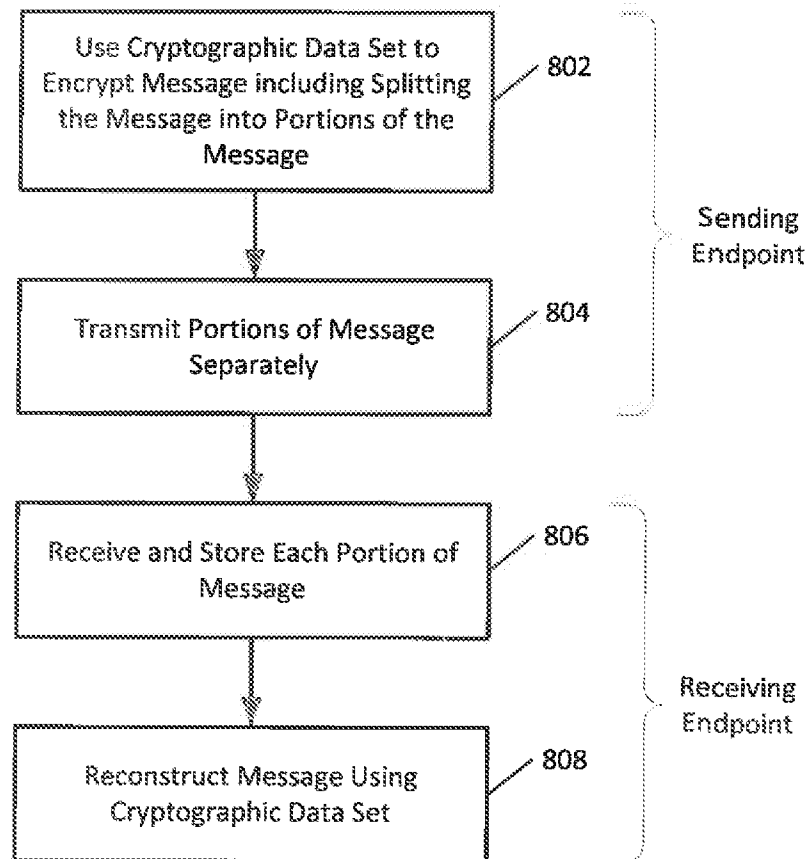 Use Cryptographic Data Set to
Encrypt Message including Splitting
the Message into Portions of the
Message
802
Sending
Endpoint
Transmit Portions of Message
Separately
804
Receive and Store Each Portion of
Message
806
Receiving
Endpoint
Reconstruct Message Using
Cryptographic Data Set
808